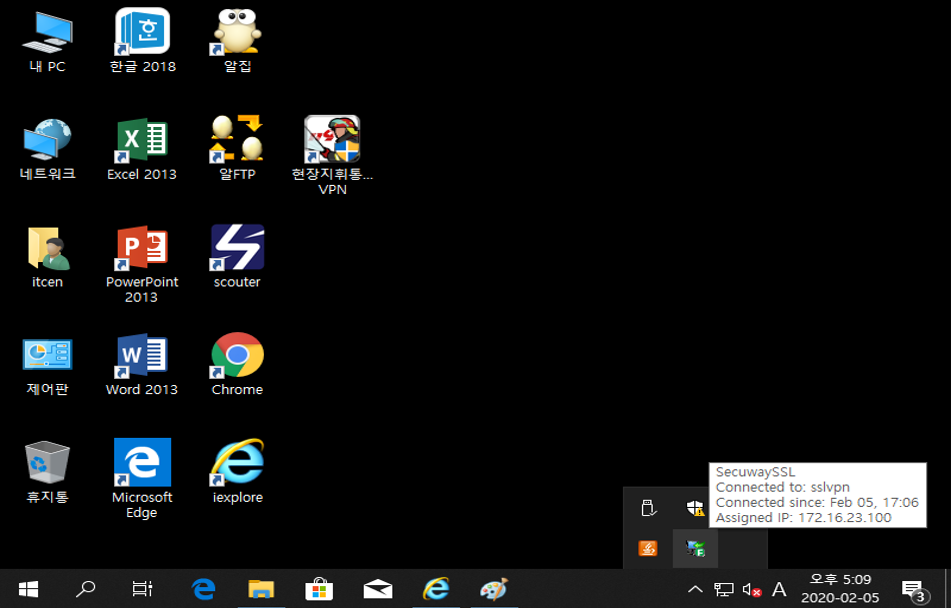 내 PC
한글 2018
알집
네트워크
Excel 2013
알FTP
현장지휘통...
VPN
itcen
PowerPoint
2013
scouter
제어판
Word 2013
Chrome
휴지통
Microsoft
Edge
iexplore
SecuwaySSL
Connected to: sslvpn
Connected since: Feb 05, 17:06
Assigned IP: 172.16.23.100
A
오후 5:09
2020-02-05
3